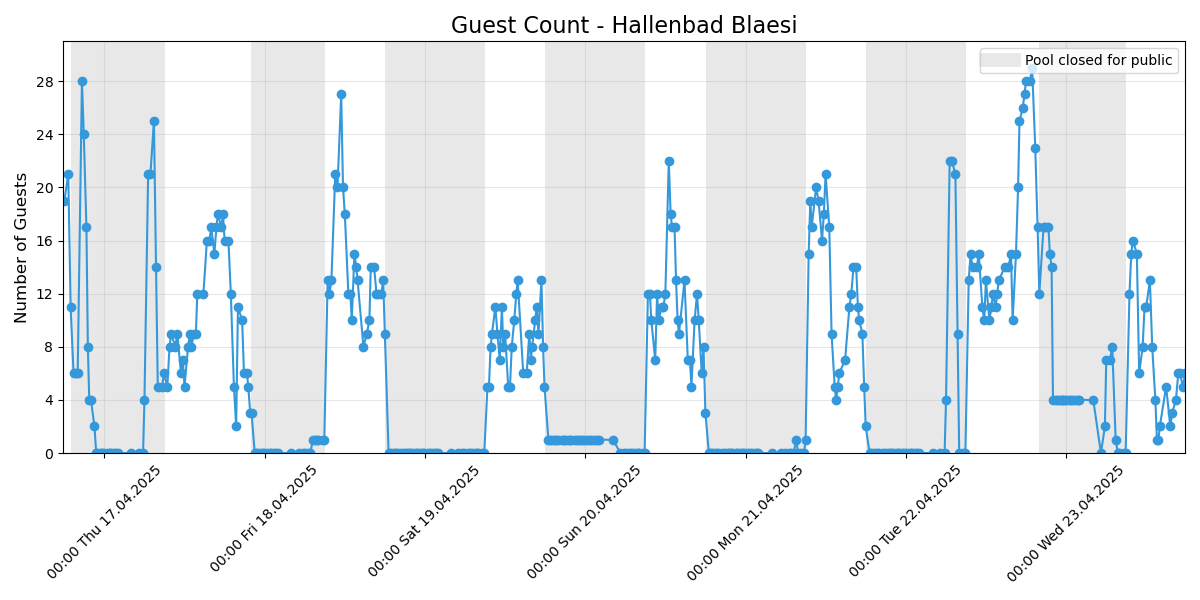 Guest Count - Hallenbad Blaesi
Pool closed for public
Number of Guests
28
24
20
16
12
8
4
0
00:00 Thu 17.04.2025
00:00 Fri 18.04.2025
00:00 Sat 19.04.2025
00:00 Sun 20.04.2025
00:00 Mon 21.04.2025
00:00 Tue 22.04.2025
00:00 Wed 23.04.2025